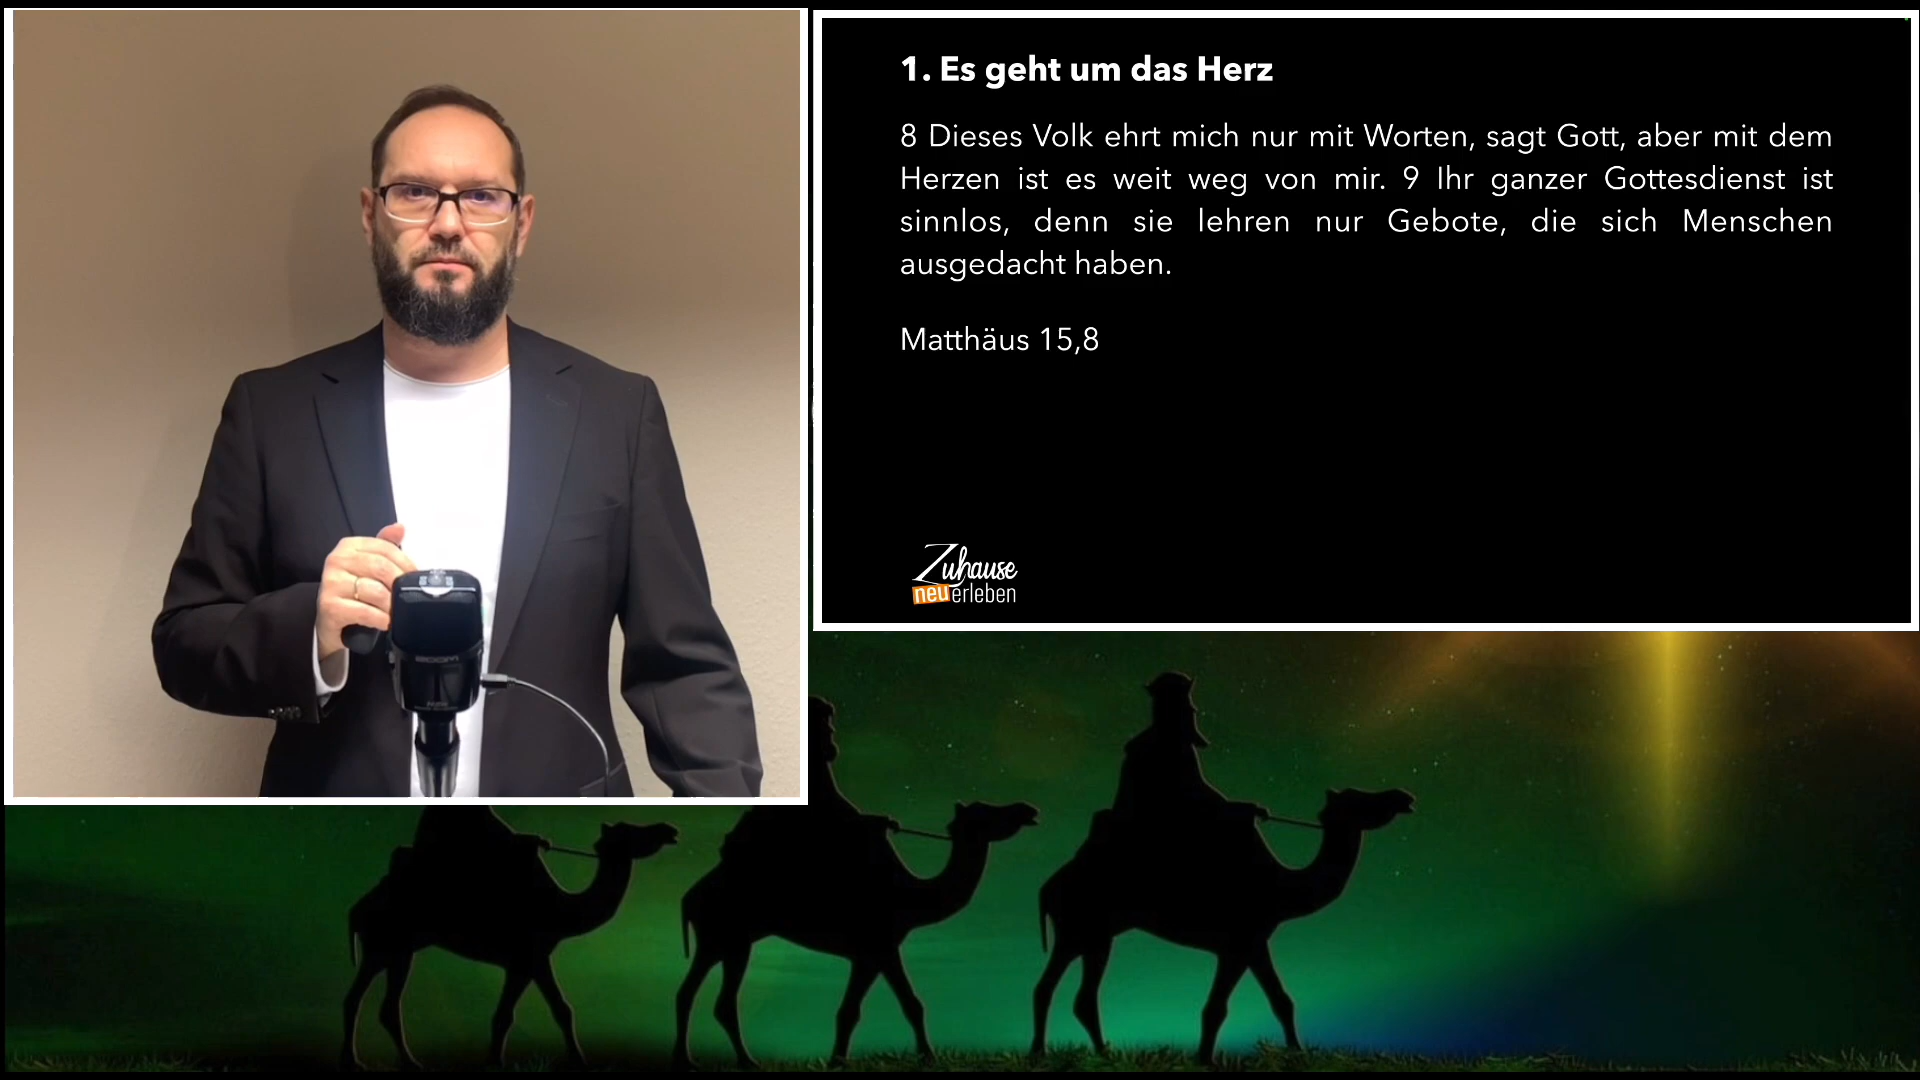 1. Es geht um das Herz
8 Dieses Volk ehrt mich nur mit Worten, sagt Gott, aber mit dem
Herzen ist es weit weg von mir. 9 Ihr ganzer Gottesdienst ist
sinnlos, denn sie lehren nur Gebote, die sich Menschen
ausgedacht haben.
Matthäus 15,8
Zuhause
neu erleben
zoom